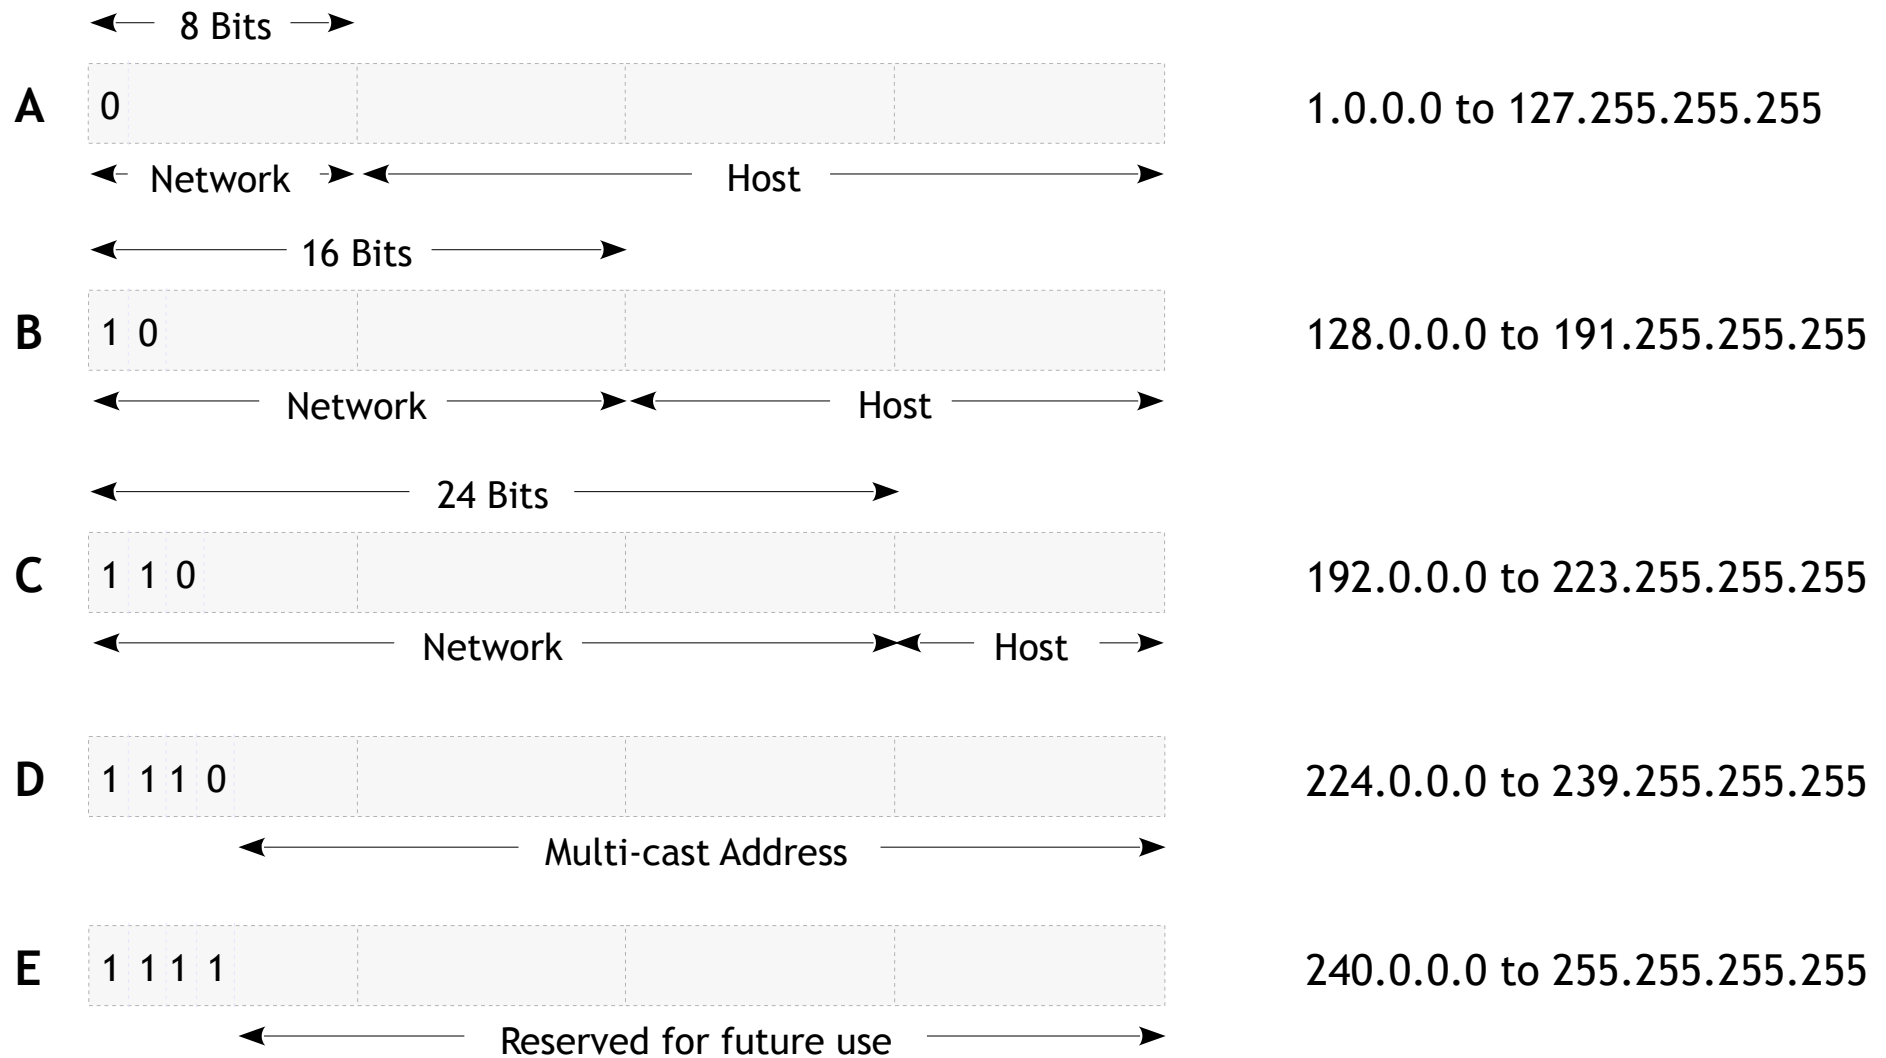 8 Bits
A 0 1.0.0.0 to 127.255.255.255
Network Host
16 Bits
B 1 0 128.0.0.0 to 191.255.255.255
Network Host
24 Bits
C 1 1 0 192.0.0.0 to 223.255.255.255
Network Host
D 1 1 1 0 224.0.0.0 to 239.255.255.255
Multi-cast Address
E 1 1 1 1 240.0.0.0 to 255.255.255.255
Reserved for future use